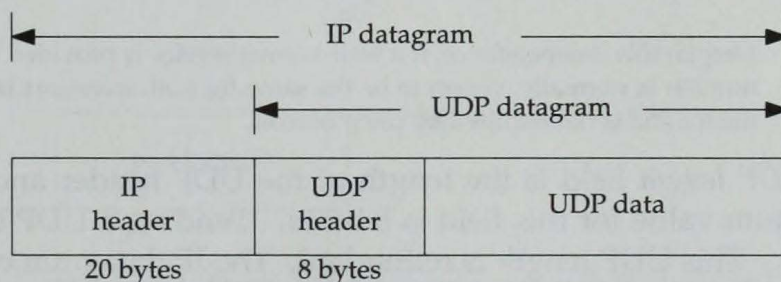 IP datagram
UDP datagram
IP
header
UDP
header
UDP data
20 bytes
8 bytes